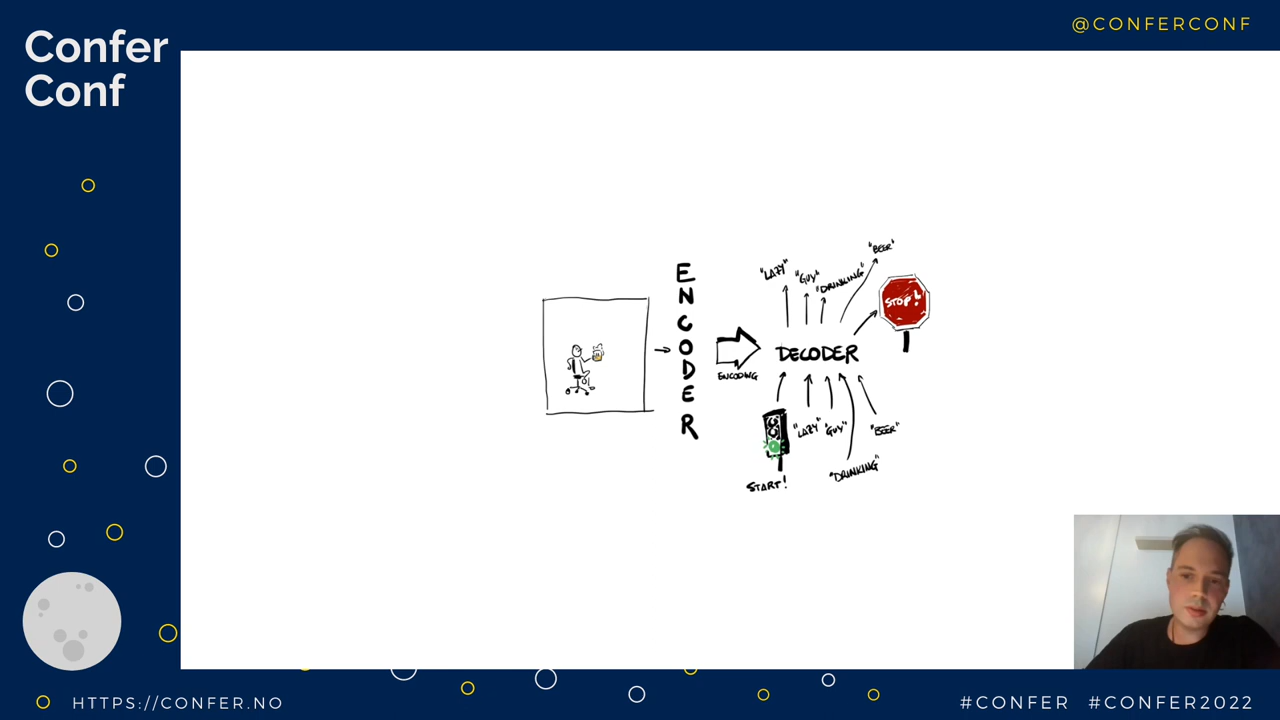 Confer
Conf
@CONFERCONF
ENCODER
ENCODING
DECODER
"LAZY"
"GUY"
"DRINKING"
"BEER"
STOP!
START!
"LAZY"
"GUY"
"DRINKING"
"BEER"
HTTPS://CONFER.NO
#CONFER #CONFER2022